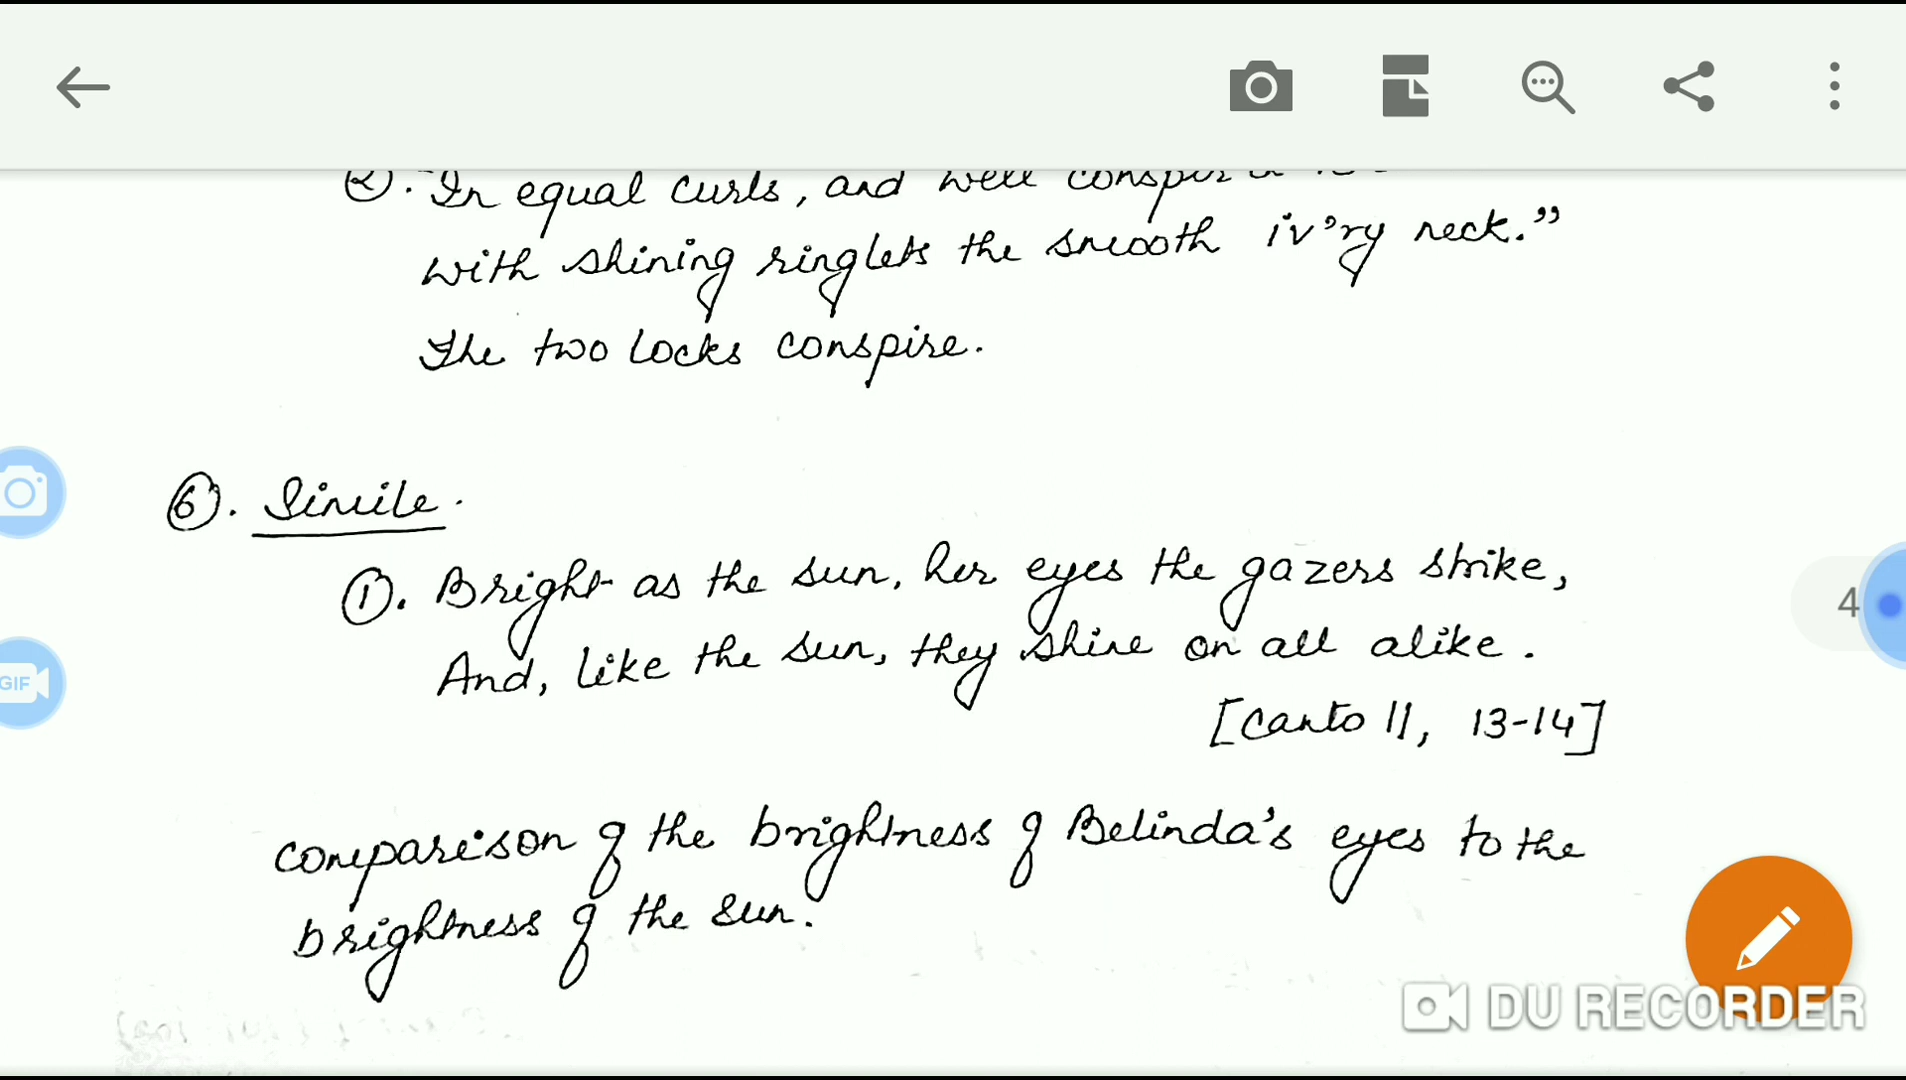 ②. "In equal curls, and well conspir'd
with shining ringlets the smooth iv'ry neck."
The two locks conspire.
⑥. Simile.
①. Bright as the sun, her eyes the gazers strike,
And, like the sun, they shine on all alike.
[Canto II, 13-14]
4
GIF
comparison of the brightness of Belinda's eyes to the
brightness of the sun.
DU RECORDER